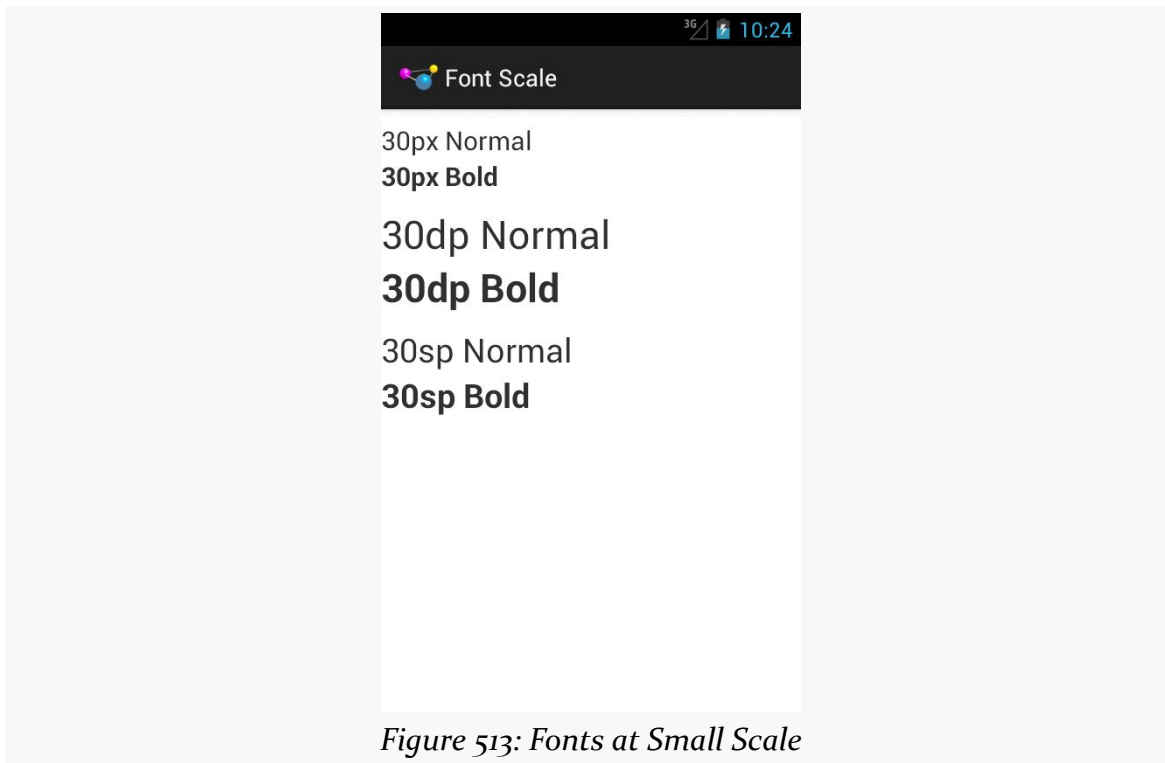 3G 10:24
Font Scale
30px Normal
30px Bold
30dp Normal
30dp Bold
30sp Normal
30sp Bold
Figure 513: Fonts at Small Scale